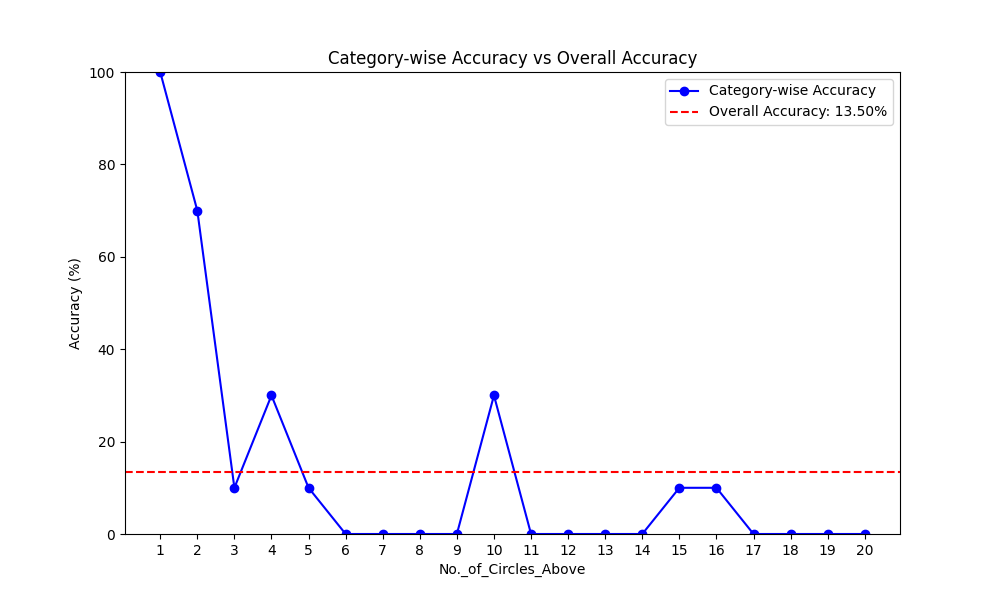 Category-wise Accuracy vs Overall Accuracy
Category-wise Accuracy
Overall Accuracy: 13.50%
Accuracy (%)
100
80
60
40
20
0
1 2 3 4 5 6 7 8 9 10 11 12 13 14 15 16 17 18 19 20
No._of_Circles_Above